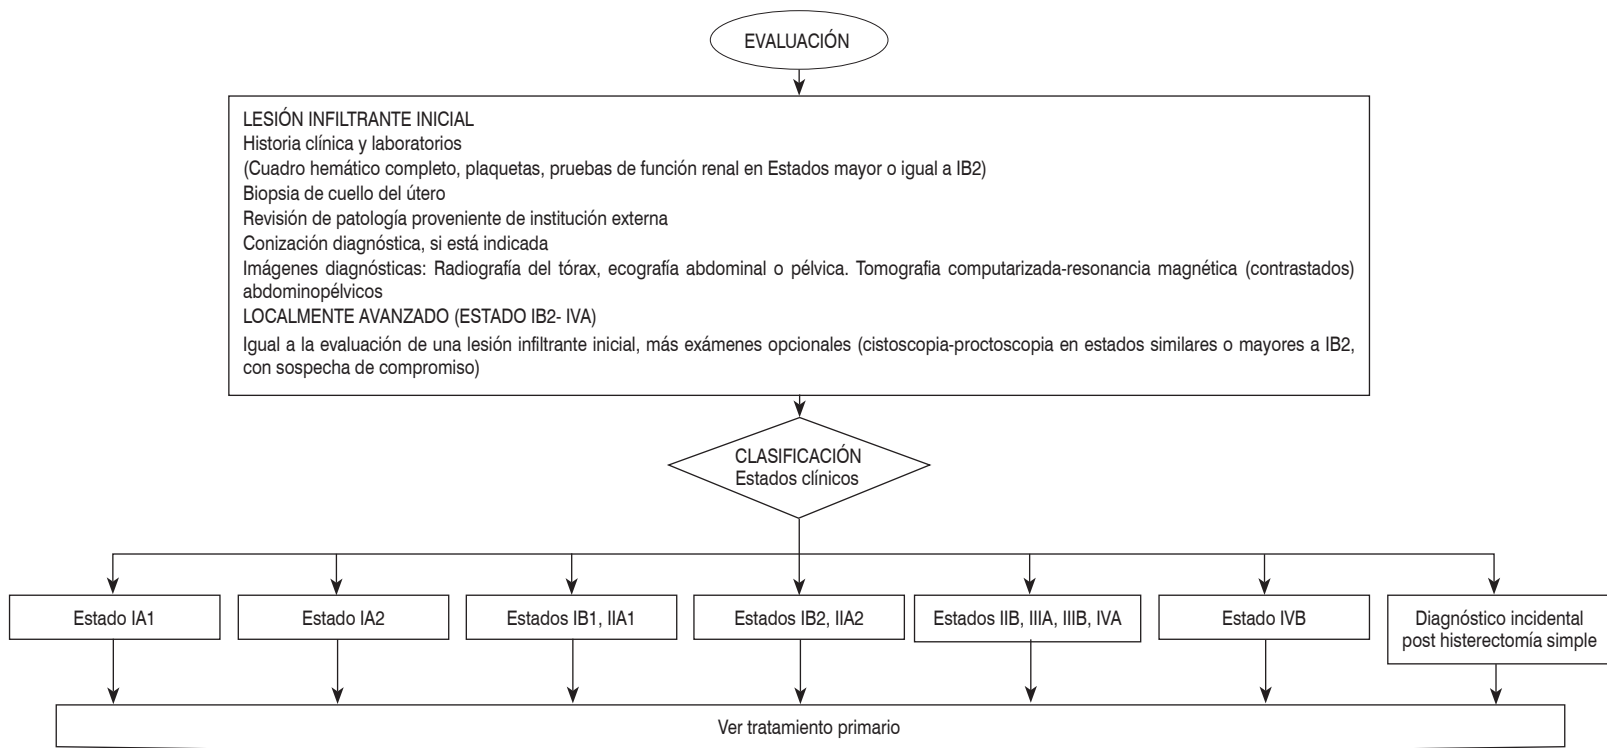 EVALUACIÓN
LESIÓN INFILTRANTE INICIAL
Historia clínica y laboratorios
(Cuadro hemático completo, plaquetas, pruebas de función renal en Estados mayor o igual a IB2)
Biopsia de cuello del útero
Revisión de patología proveniente de institución externa
Conización diagnóstica, si está indicada
Imágenes diagnósticas: Radiografía del tórax, ecografía abdominal o pélvica. Tomografia computarizada-resonancia magnética (contrastados)
abdominopélvicos
LOCALMENTE AVANZADO (ESTADO IB2- IVA)
Igual a la evaluación de una lesión infiltrante inicial, más exámenes opcionales (cistoscopia-proctoscopia en estados similares o mayores a IB2,
con sospecha de compromiso)
CLASIFICACIÓN
Estados clínicos
Estado IA1
Estado IA2
Estados IB1, IIA1
Estados IB2, IIA2
Estados IIB, IIIA, IIIB, IVA
Estado IVB
Diagnóstico incidental
post histerectomía simple
Ver tratamiento primario